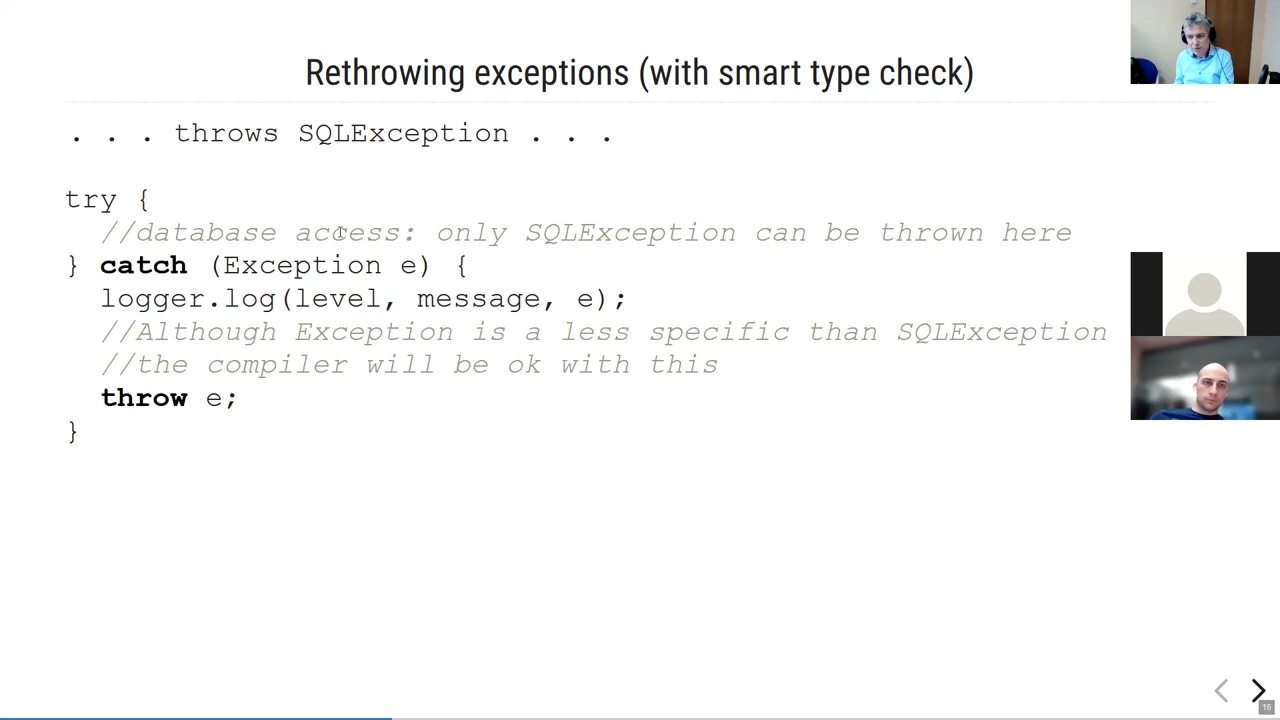 Rethrowing exceptions (with smart type check)
. . . throws SQLException . . .
try {
//database access: only SQLException can be thrown here
} catch (Exception e) {
logger.log(level, message, e);
//Although Exception is a less specific than SQLException
//the compiler will be ok with this
throw e;
}
16